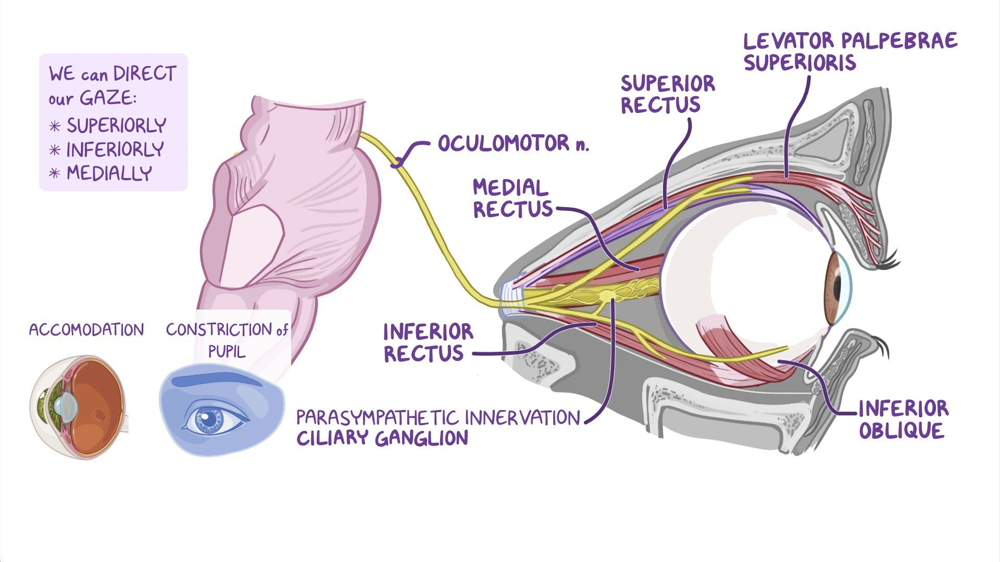 WE can DIRECT
our GAZE:
* SUPERIORLY
* INFERIORLY
* MEDIALLY
LEVATOR PALPEBRAE
SUPERIORIS
SUPERIOR
RECTUS
OCULOMOTOR n.
MEDIAL
RECTUS
ACCOMODATION
CONSTRICTION of
PUPIL
INFERIOR
RECTUS
PARASYMPATHETIC INNERVATION
CILIARY GANGLION
INFERIOR
OBLIQUE